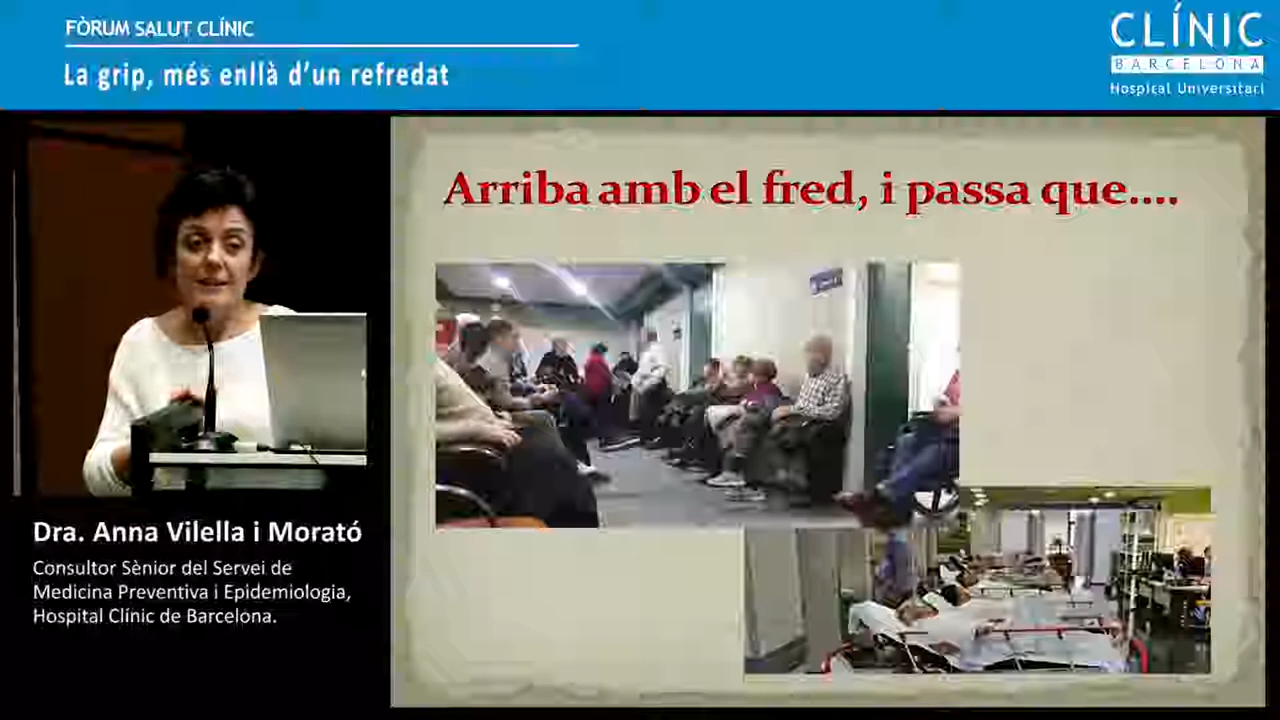 FÒRUM SALUT CLÍNIC
La grip, més enllà d'un refredat
CLÍNIC
BARCELONA
Hospital Universitari
Arriba amb el fred, i passa que....
Dra. Anna Vilella i Morató
Consultor Sènior del Servei de
Medicina Preventiva i Epidemiologia,
Hospital Clínic de Barcelona.